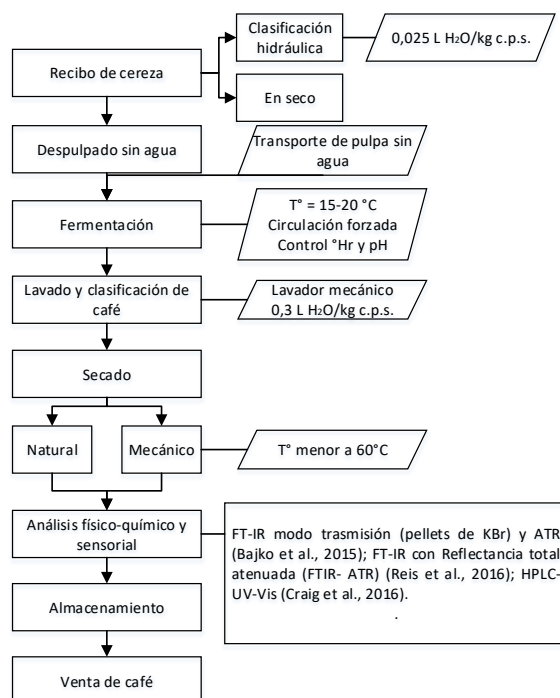 Clasificación
hidráulica
0,025 L H₂O/kg c.p.s.
Recibo de cereza
En seco
Despulpado sin agua
Transporte de pulpa sin
agua
Fermentación
T° = 15-20 °C
Circulación forzada
Control °Hr y pH
Lavado y clasificación de
café
Lavador mecánico
0,3 L H₂O/kg c.p.s.
Secado
Natural
Mecánico
T° menor a 60°C
Análisis físico-químico y
sensorial
FT-IR modo trasmisión (pellets de KBr) y ATR
(Bajko et al., 2015); FT-IR con Reflectancia total
atenuada (FTIR- ATR) (Reis et al., 2016); HPLC-
UV-Vis (Craig et al., 2016).
.
Almacenamiento
Venta de café